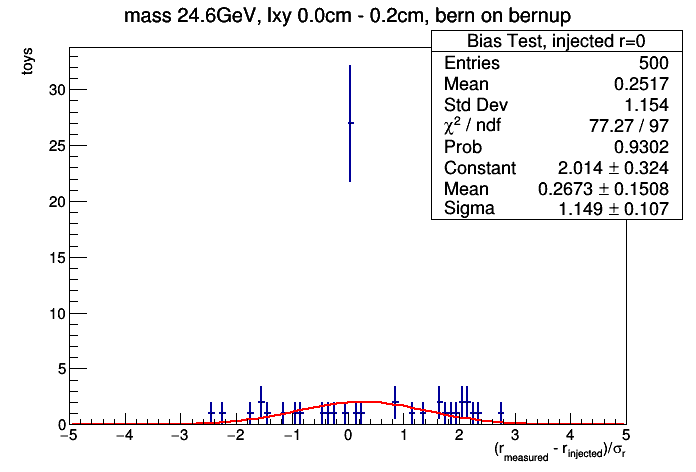 mass 24.6GeV, lxy 0.0cm - 0.2cm, bern on bernup
Bias Test, injected r=0
Entries 500
Mean 0.2517
Std Dev 1.154
χ² / ndf 77.27 / 97
Prob 0.9302
Constant 2.014 ± 0.324
Mean 0.2673 ± 0.1508
Sigma 1.149 ± 0.107
toys
30
25
20
15
10
5
0
−5 −4 −3 −2 −1 0 1 2 3 4 5
(r_measured - r_injected)/σ_r